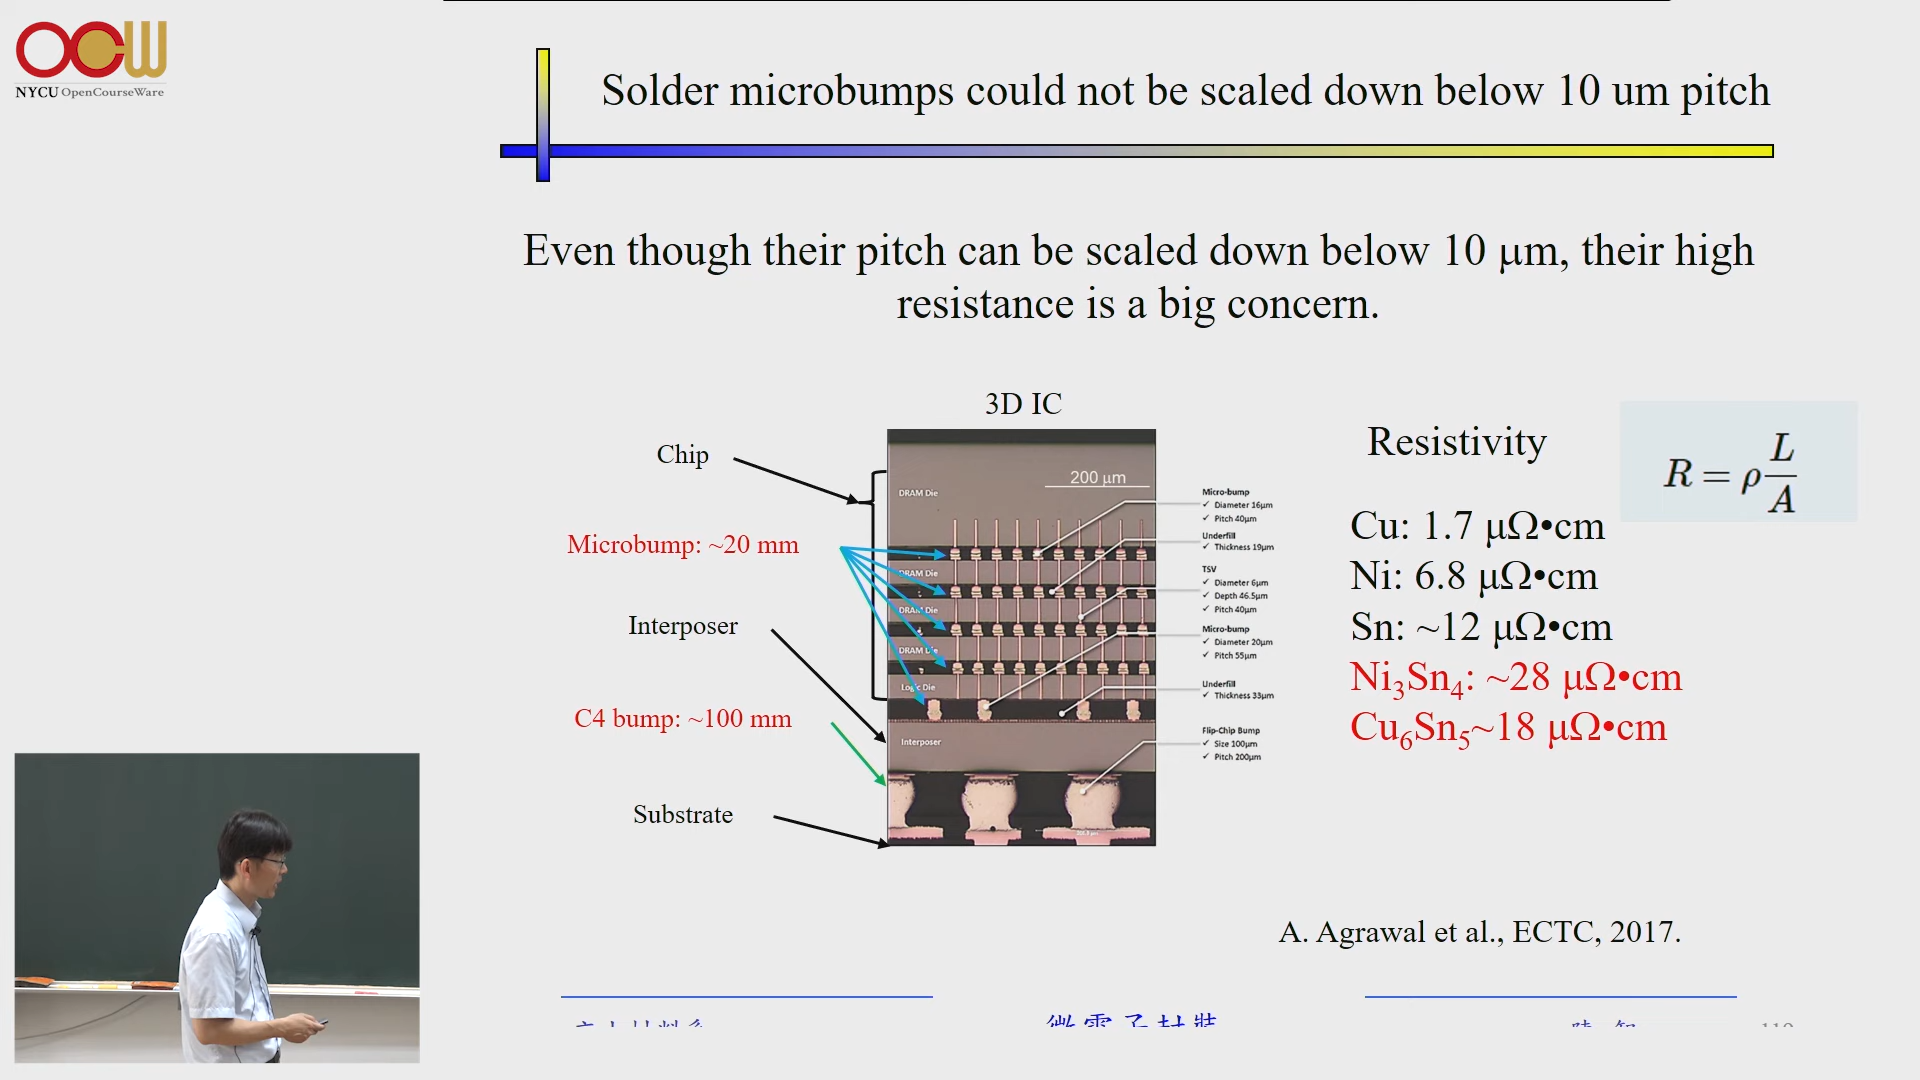 OCW
NYCU OpenCourseWare
Solder microbumps could not be scaled down below 10 um pitch
Even though their pitch can be scaled down below 10 μm, their high
resistance is a big concern.
3D IC
Chip
Microbump: ~20 mm
Interposer
C4 bump: ~100 mm
Substrate
200 μm
DRAM Die
DRAM Die
DRAM Die
DRAM Die
Logic Die
Interposer
Micro-bump
✓ Diameter 16μm
✓ Pitch 40μm
Underfill
✓ Thickness 19μm
TSV
✓ Diameter 6μm
✓ Depth 46.5μm
✓ Pitch 40μm
Micro-bump
✓ Diameter 20μm
✓ Pitch 55μm
Underfill
✓ Thickness 33μm
Flip-Chip Bump
✓ Size 100μm
✓ Pitch 200μm
Resistivity
R = ρ L/A
Cu: 1.7 μΩ•cm
Ni: 6.8 μΩ•cm
Sn: ~12 μΩ•cm
Ni₃Sn₄: ~28 μΩ•cm
Cu₆Sn₅~18 μΩ•cm
A. Agrawal et al., ECTC, 2017.
微電子封裝